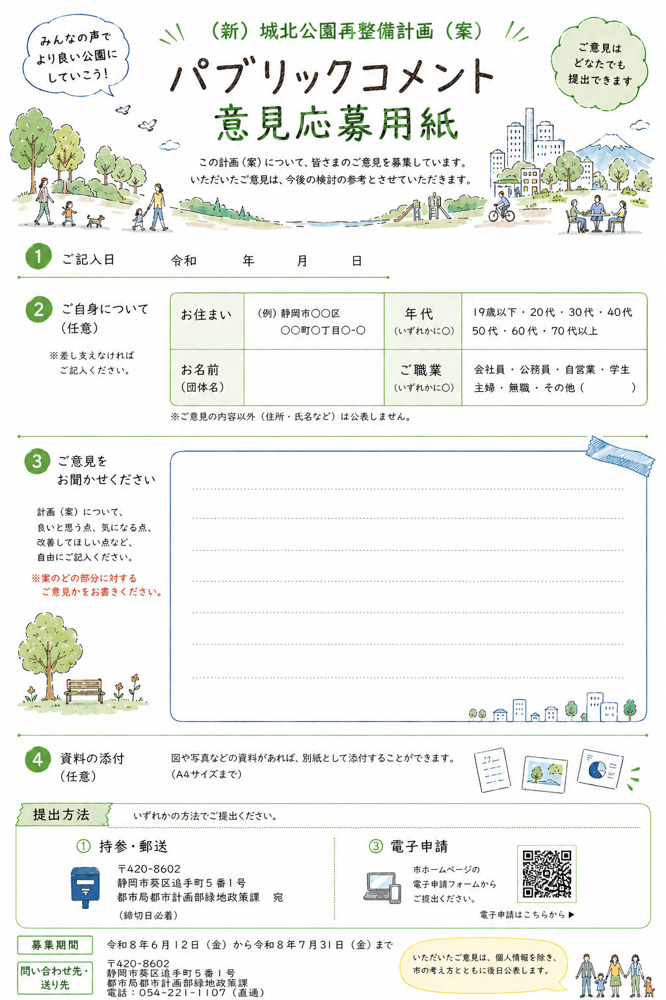 みんなの声で
より良い公園に
していこう!
(新)城北公園再整備計画(案)
パブリックコメント
意見応募用紙
ご意見は
どなたでも
提出できます
この計画(案)について、皆さまのご意見を募集しています。
いただいたご意見は、今後の検討の参考とさせていただきます。
1 ご記入日 令和 年 月 日
2 ご自身について
(任意)
※差し支えなければ
ご記入ください。
お住まい
(例)静岡市〇〇区
〇〇町〇丁目〇-〇
年代
(いずれかに〇)
19歳以下・20代・30代・40代
50代・60代・70代以上
お名前
(団体名)
ご職業
(いずれかに〇)
会社員・公務員・自営業・学生
主婦・無職・その他( )
※ご意見の内容以外(住所・氏名など)は公表しません。
3 ご意見を
お聞かせください
計画(案)について、
良いと思う点、気になる点、
改善してほしい点など、
自由にご記入ください。
※案のどの部分に対する
ご意見かをお書きください。
4 資料の添付
(任意)
図や写真などの資料があれば、別紙として添付することができます。
(A4サイズまで)
提出方法
いずれかの方法でご提出ください。
① 持参・郵送
〒420-8602
静岡市葵区追手町5番1号
都市局都市計画部緑地政策課 宛
(締切日必着)
③ 電子申請
市ホームページの
電子申請フォームから
ご提出ください。
電子申請はこちらから▶
募集期間
令和8年6月12日(金)から令和8年7月31日(金)まで
問い合わせ先・
送り先
〒420-8602
静岡市葵区追手町5番1号
都市局都市計画部緑地政策課
電話:054-221-1107(直通)
いただいたご意見は、個人情報を除き、
市の考え方とともに後日公表します。